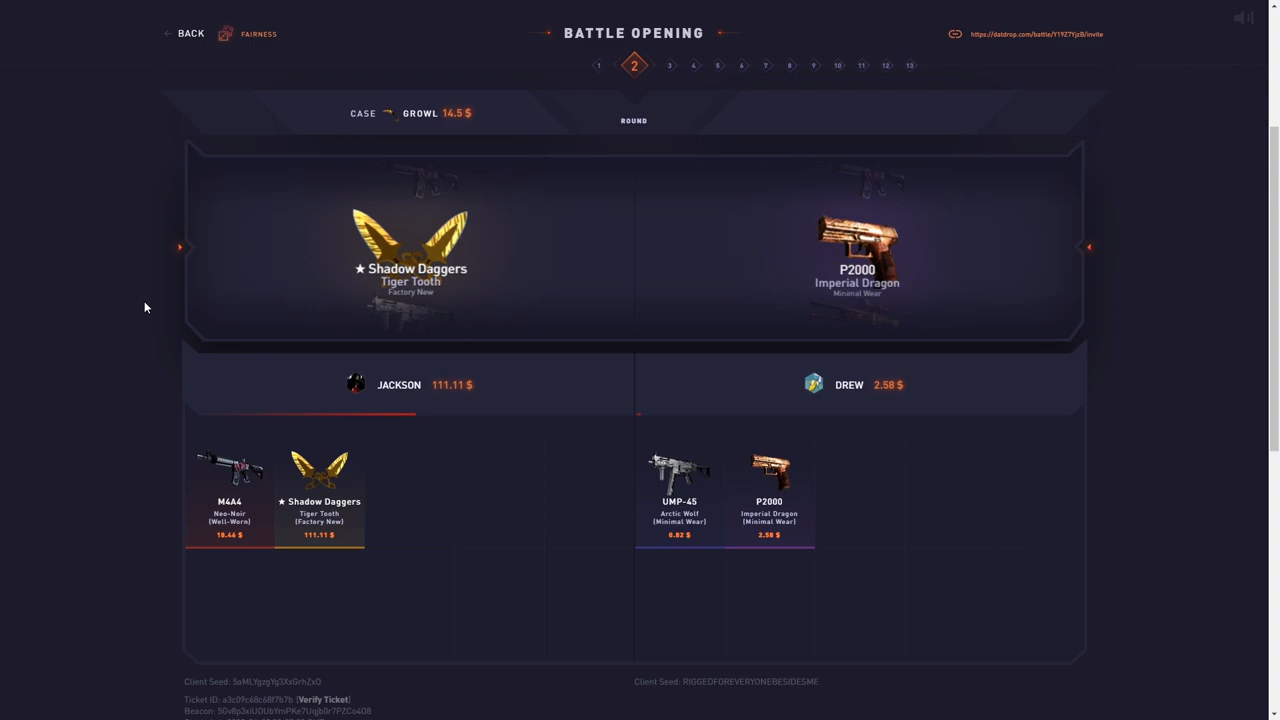 ← BACK
FAIRNESS
BATTLE OPENING
https://datdrop.com/battle/Y19Z7YjzB/invite
1 2 3 4 5 6 7 8 9 10 11 12 13
CASE GROWL 14.5 $
ROUND
★ Shadow Daggers
Tiger Tooth
Factory New
P2000
Imperial Dragon
Minimal Wear
JACKSON 111.11 $
DREW 2.58 $
M4A4
Neo-Noir
(Well-Worn)
18.46 $
★ Shadow Daggers
Tiger Tooth
(Factory New)
111.11 $
UMP-45
Arctic Wolf
(Minimal Wear)
0.82 $
P2000
Imperial Dragon
(Minimal Wear)
2.58 $
Client Seed: 5oMLYgzgYg3XxGrhZxO
Client Seed: RIGGEDFOREVERYONEBESIDESME
Ticket ID: a3c09c68c68f7b7b [Verify Ticket]
Beacon: 5Gv8p3xiUDUbYmPKe7Uqjb0r7PZCo4Q8